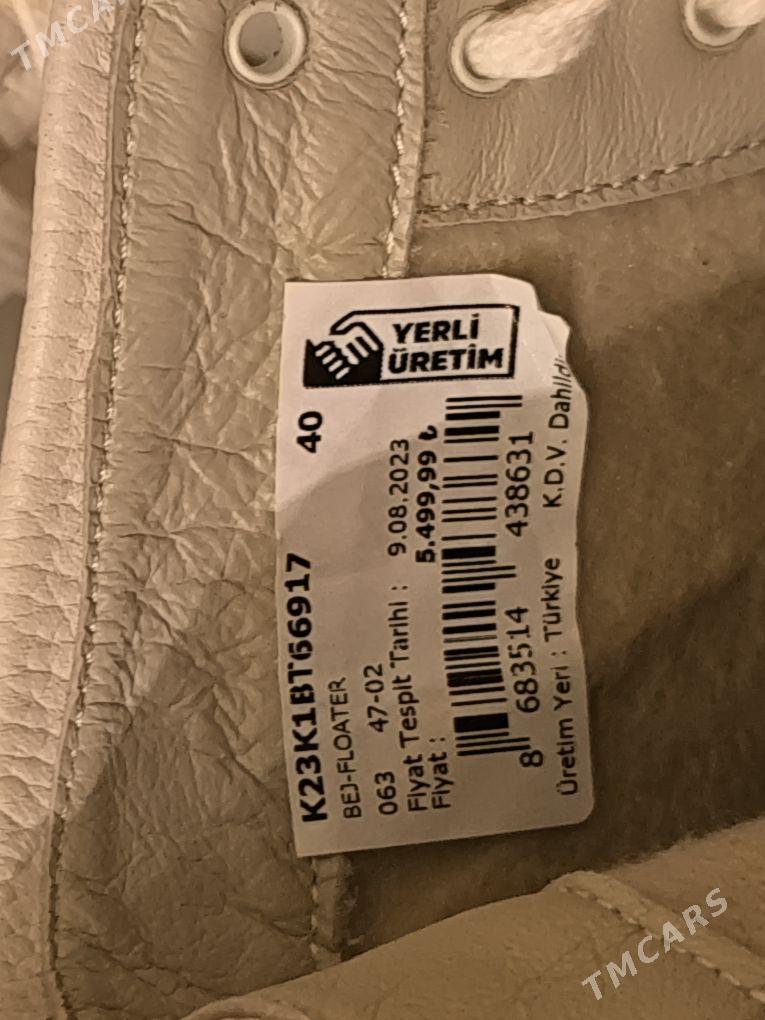 TMCARS
YERLİ
ÜRETİM
K23K1BT66917 40
BEJ-FLOATER
063 47-02
Fiyat Tespit Tarihi : 9.08.2023
Fiyat : 5.499,99 ₺
8 683514 438631
Üretim Yeri : Türkiye K.D.V. Dahildir
TMCARS